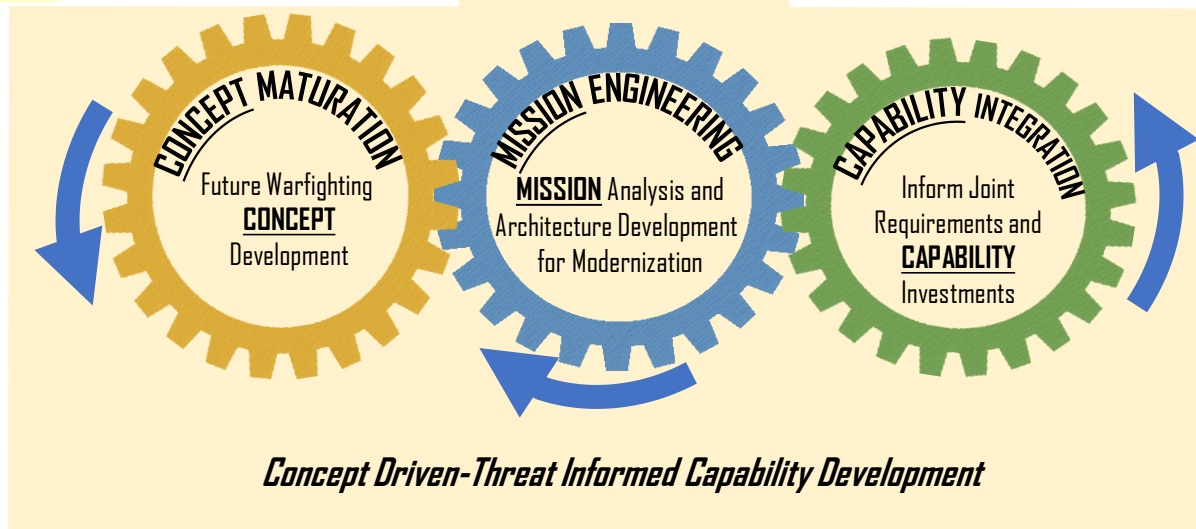 CONCEPT MATURATION
Future Warfighting
CONCEPT
Development
MISSION ENGINEERING
MISSION Analysis and
Architecture Development
for Modernization
CAPABILITY INTEGRATION
Inform Joint
Requirements and
CAPABILITY
Investments
Concept Driven-Threat Informed Capability Development